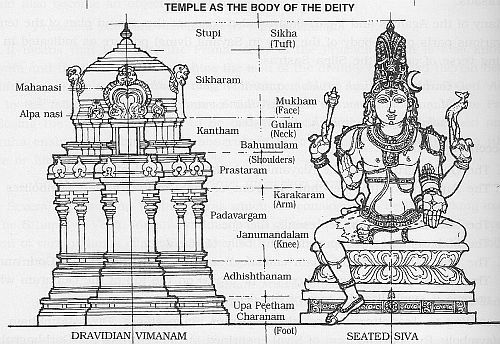 TEMPLE AS THE BODY OF THE DEITY
Stupi
Sikha
(Tuft)
Sikharam
Mahanasi
Mukham
(Face)
Alpa nasi
Gulam
(Neck)
Kantham
Bahumulam
(Shoulders)
Prastaram
Karakaram
(Arm)
Padavargam
Janumandalam
(Knee)
Adhishthanam
Upa Peetham
Charanam
(Foot)
DRAVIDIAN VIMANAM
SEATED SIVA